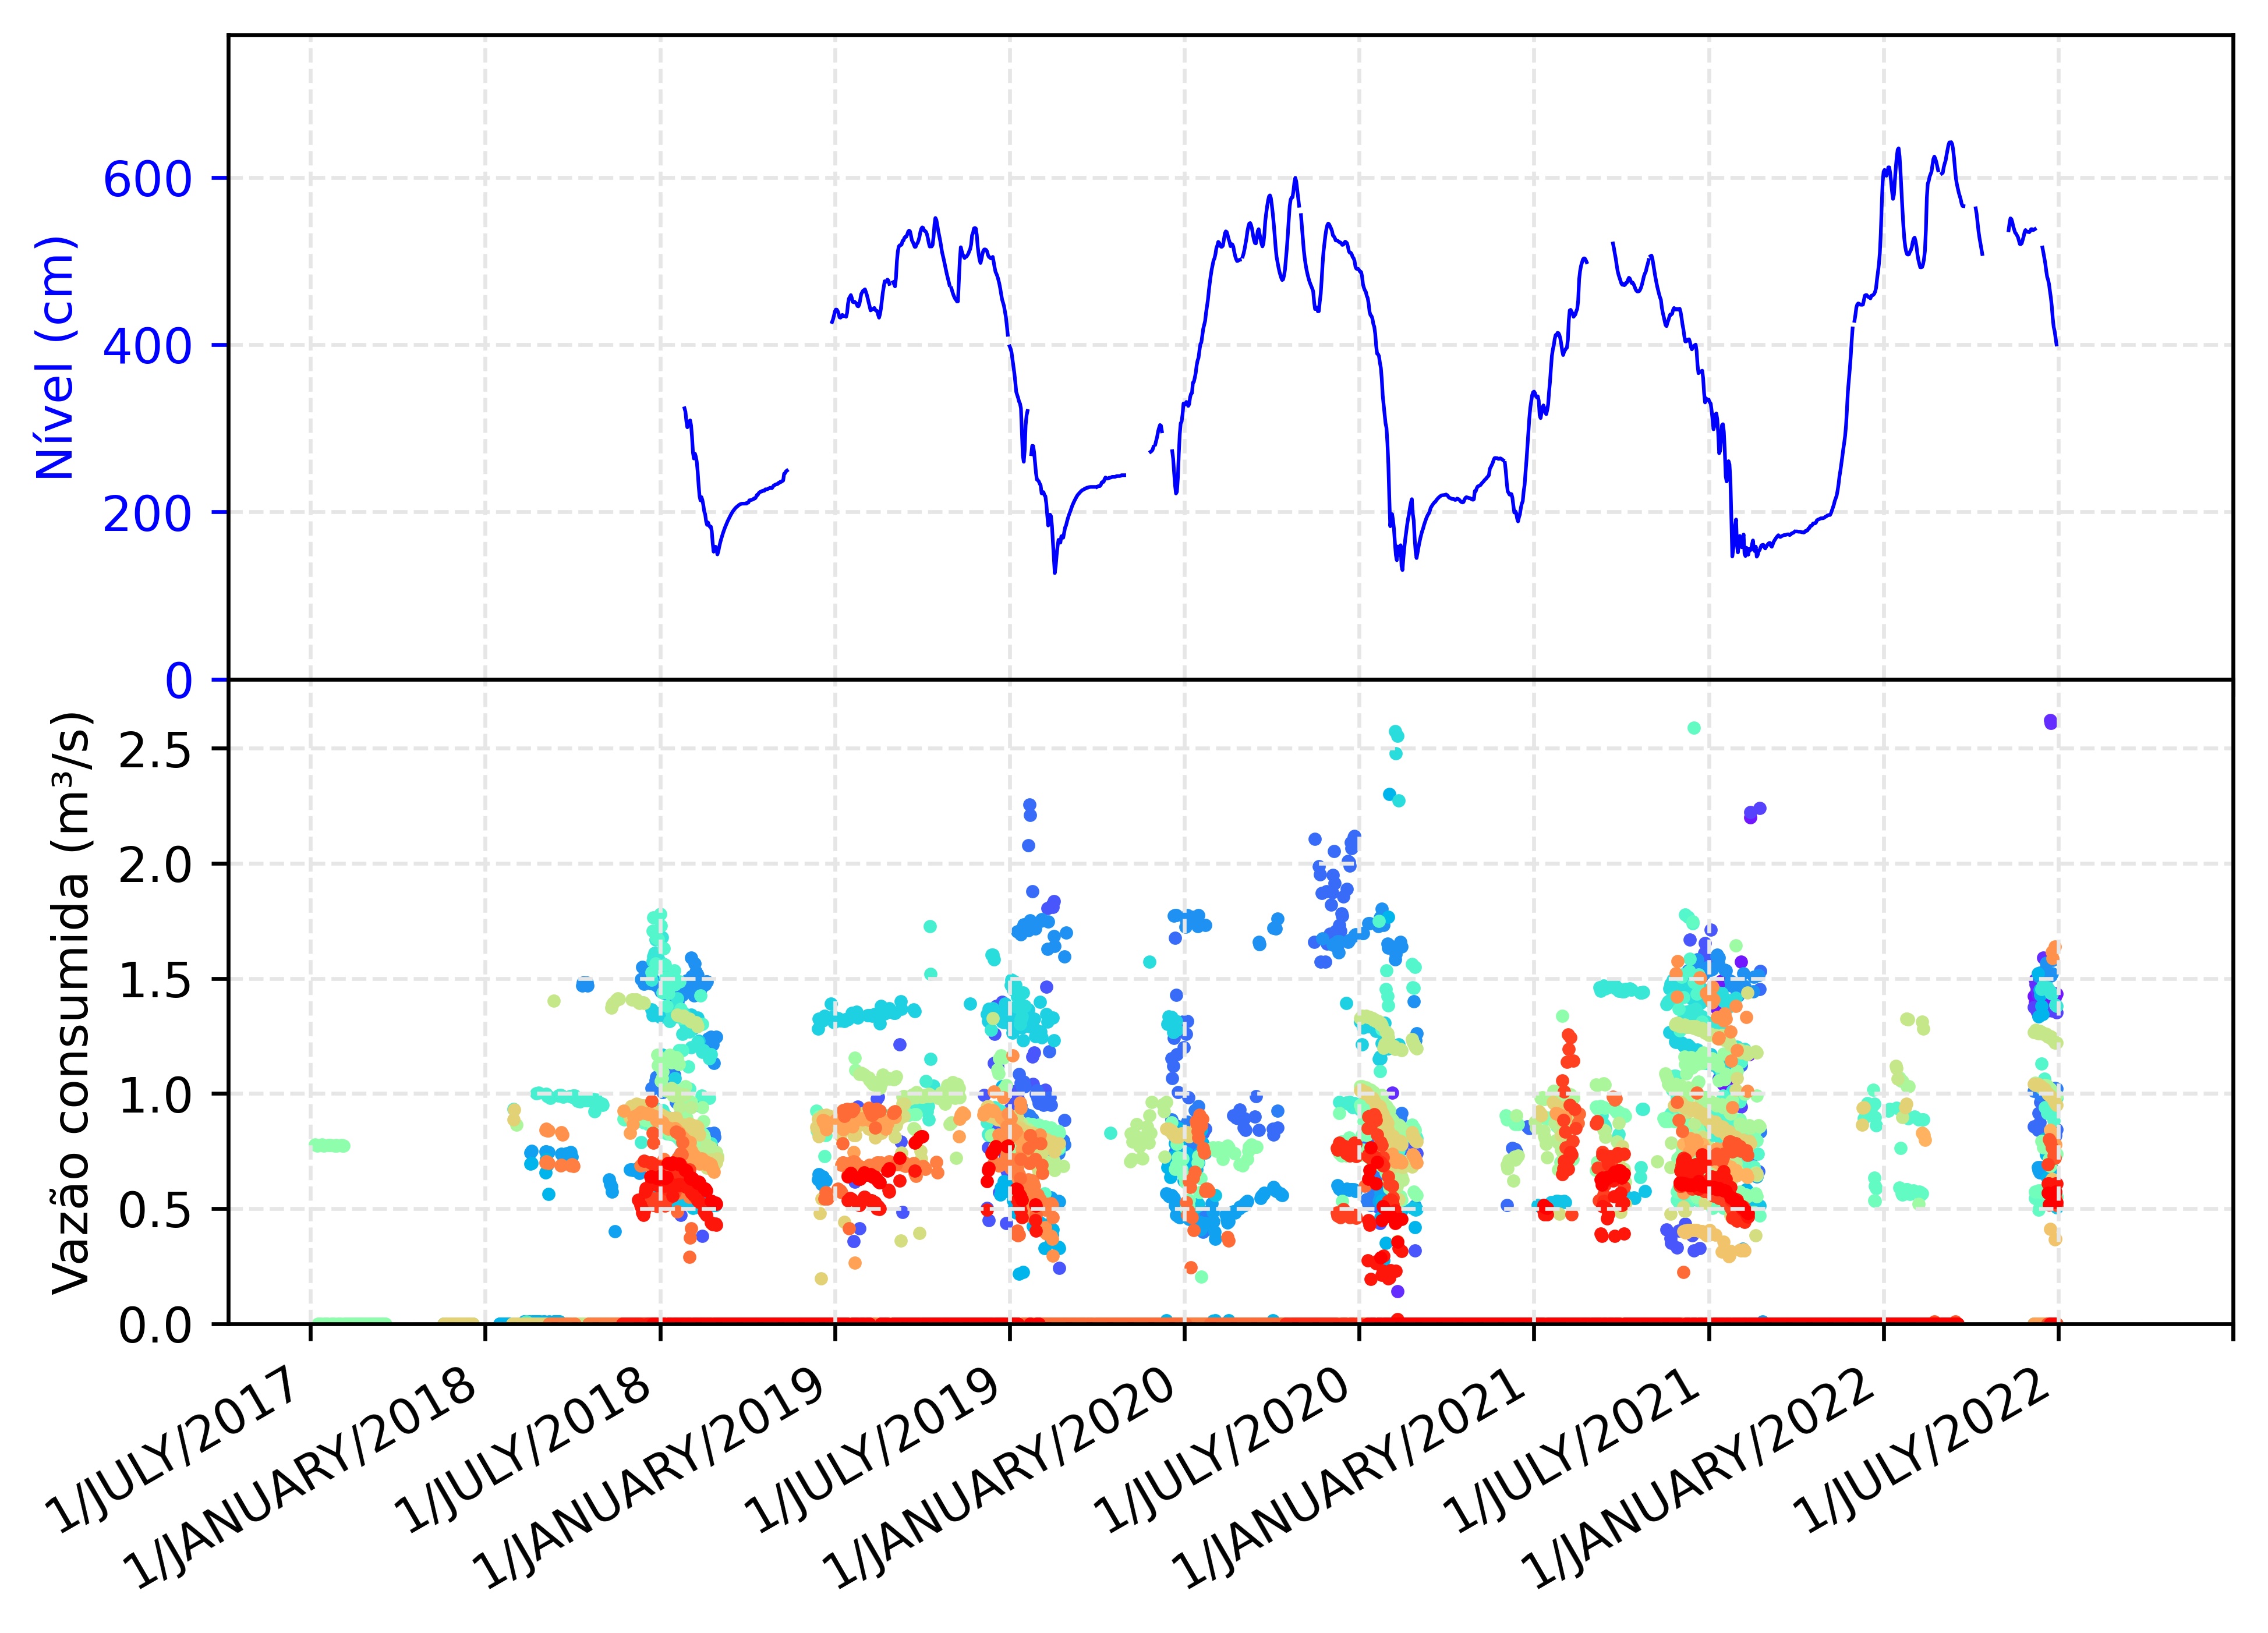 Nível (cm)
600
400
200
0
Vazão consumida (m³/s)
2.5
2.0
1.5
1.0
0.5
0.0
1/JULY/2017
1/JANUARY/2018
1/JULY/2018
1/JANUARY/2019
1/JULY/2019
1/JANUARY/2020
1/JULY/2020
1/JANUARY/2021
1/JULY/2021
1/JANUARY/2022
1/JULY/2022